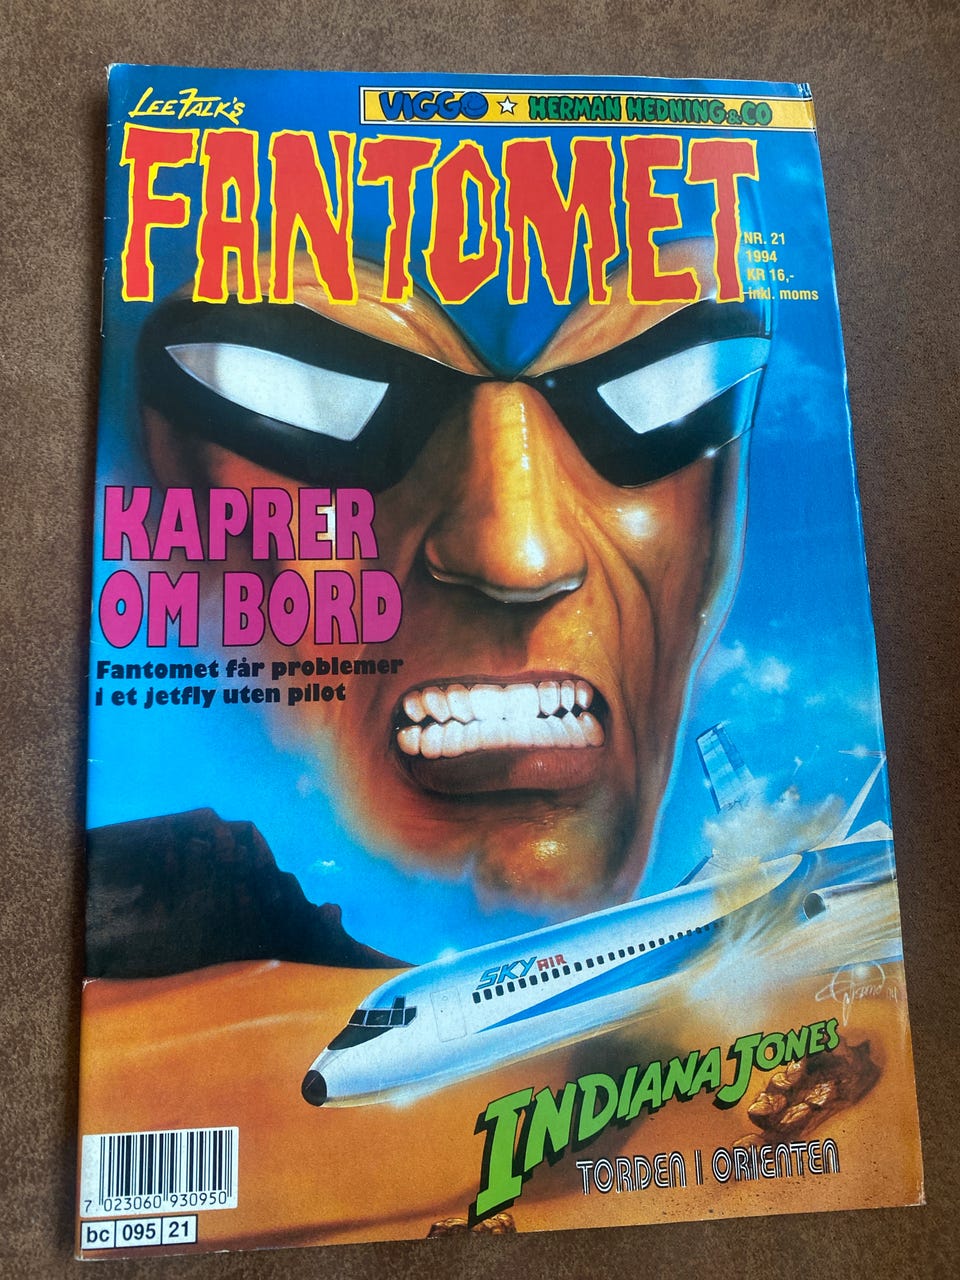 LEE FALK'S
VIGGO ☆ HERMAN HEDNING & CO
FANTOMET
NR. 21
1994
KR 16,-
inkl. moms
KAPRER
OM BORD
Fantomet får problemer
i et jetfly uten pilot
SKY AIR
INDIANA JONES
TORDEN I ORIENTEN
7 023060 930950
bc 095 21